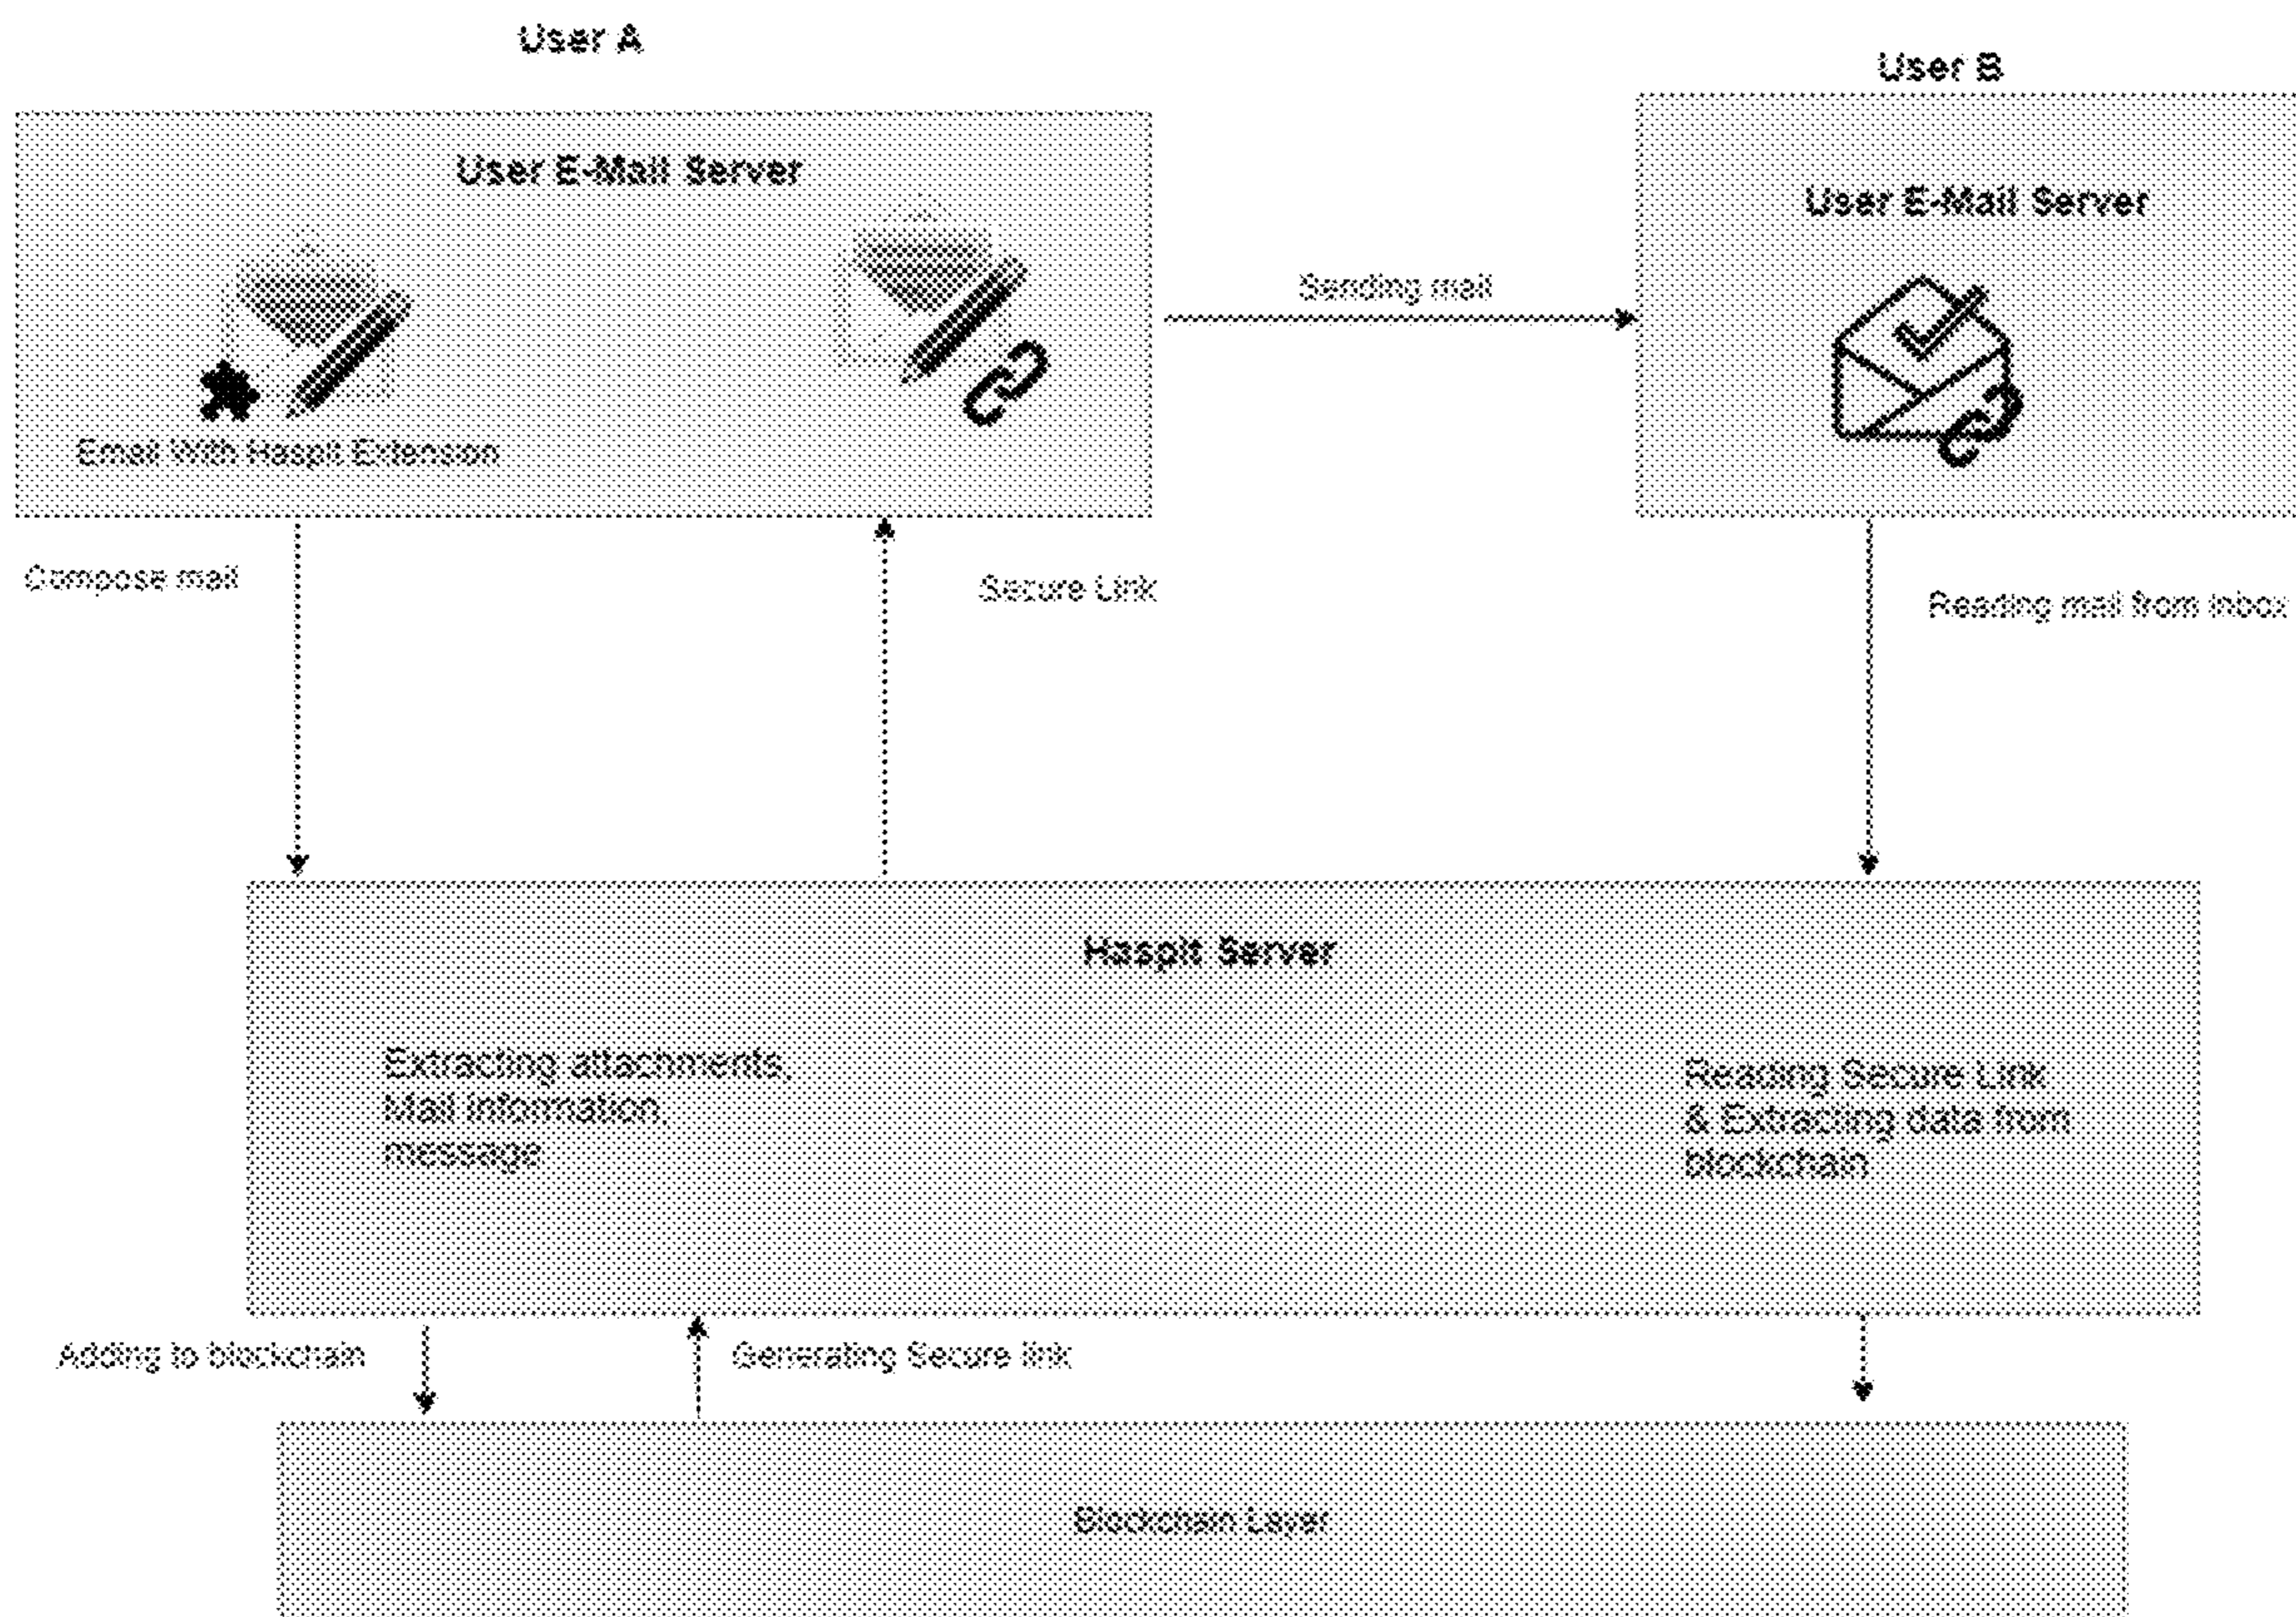 User A
User B
User E-Mail Server
User E-Mail Server
Sending mail
Email With Haspit Extension
Compose mail
Secure Link
Reading mail from Inbox
Haspit Server
Extracting attachments,
Mail information,
message
Reading Secure Link
& Extracting data from
blockchain
Adding to blockchain
Generating Secure link
Blockchain Layer